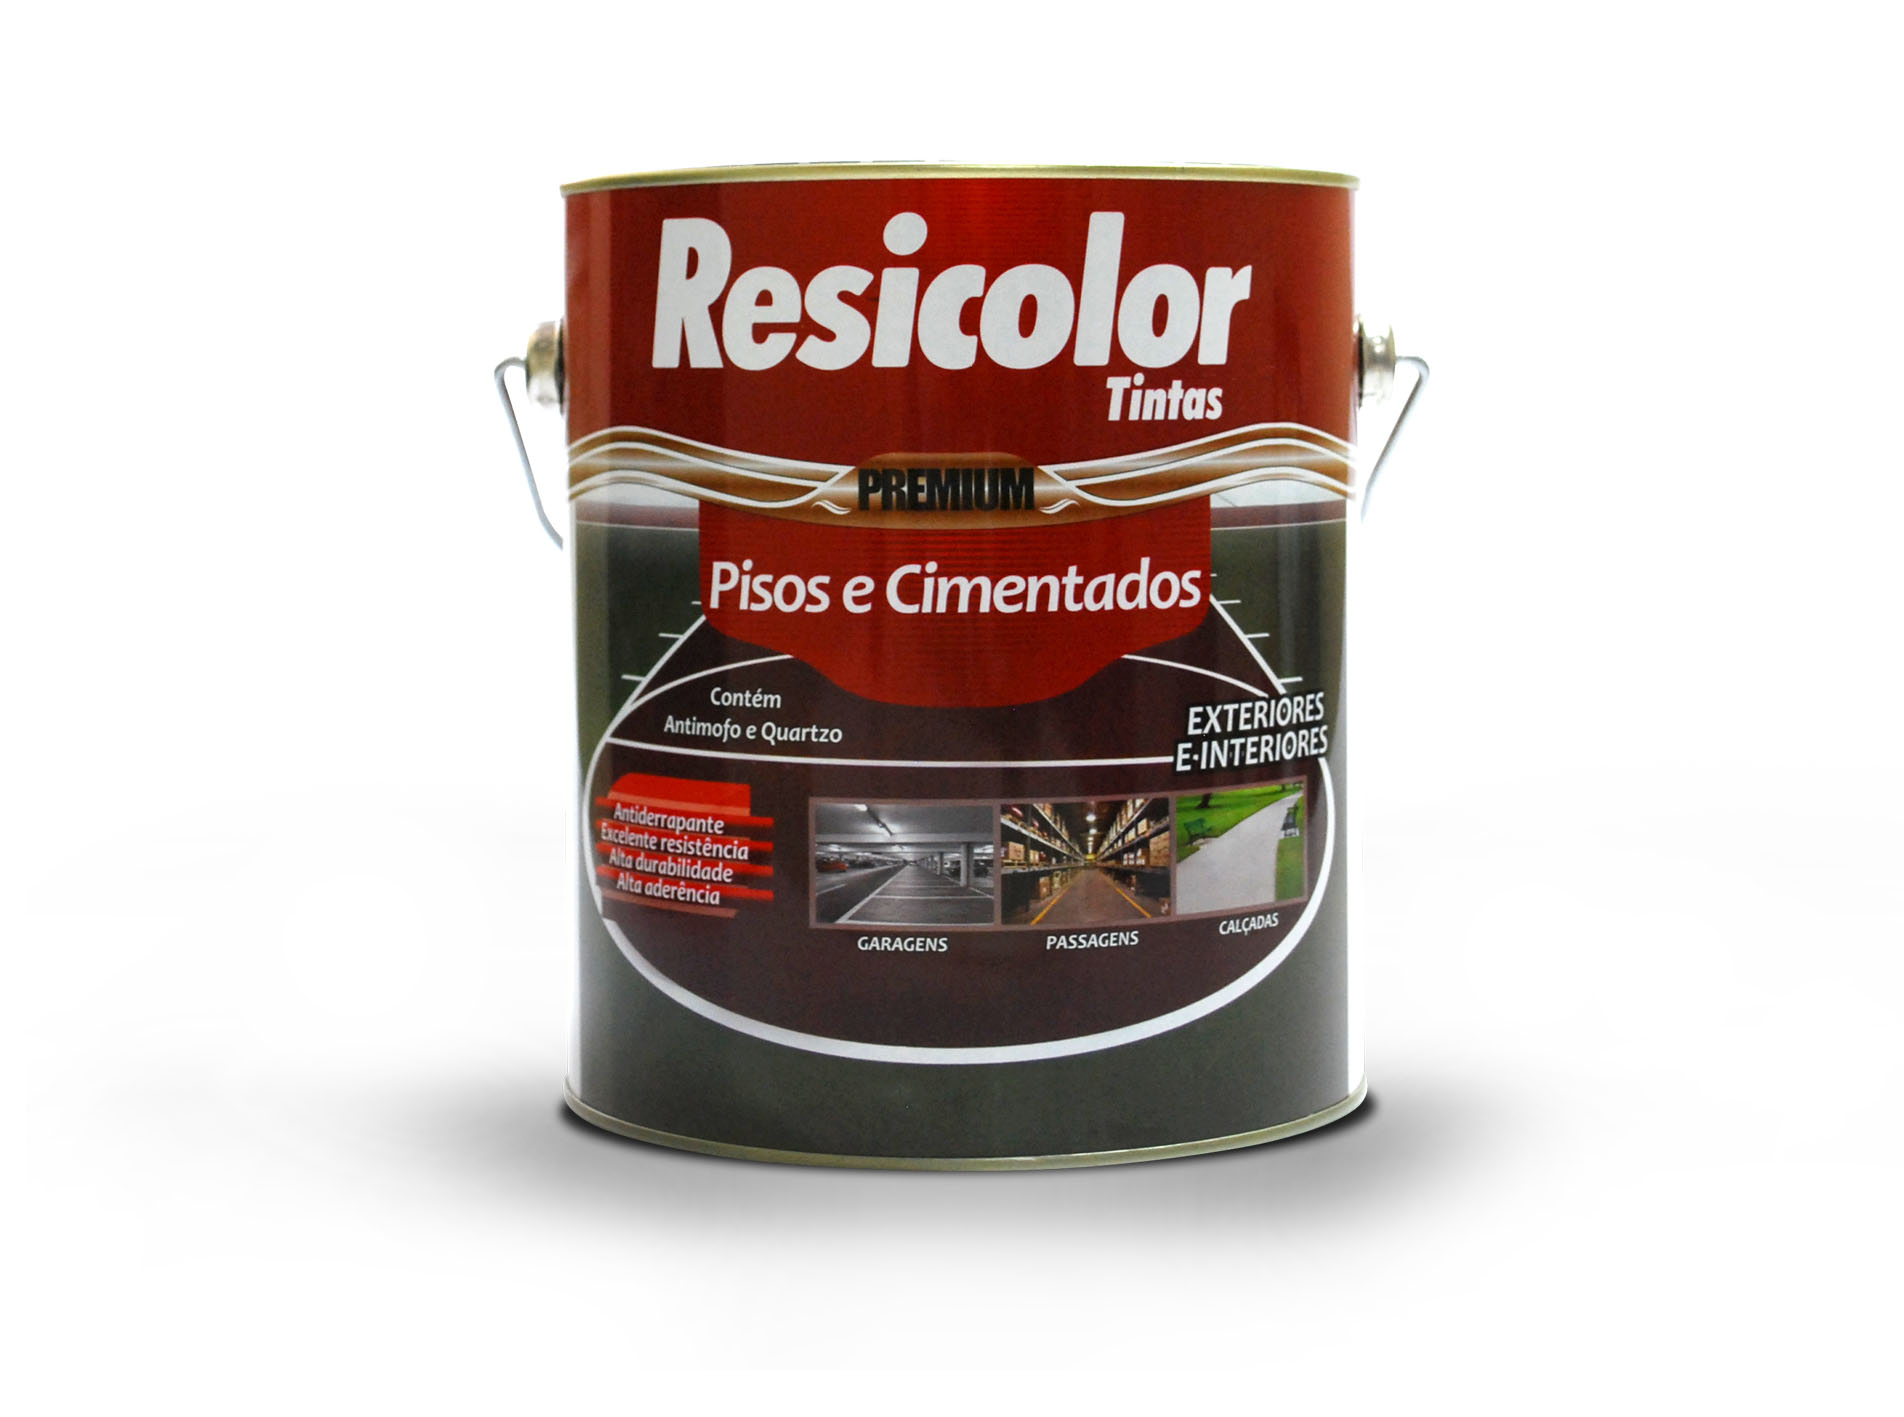 Resicolor
Tintas
PREMIUM
Pisos e Cimentados
Contém
Antimofo e Quartzo
EXTERIORES
E·INTERIORES
Antiderrapante
Excelente resistência
Alta durabilidade
Alta aderência
GARAGENS
PASSAGENS
CALÇADAS